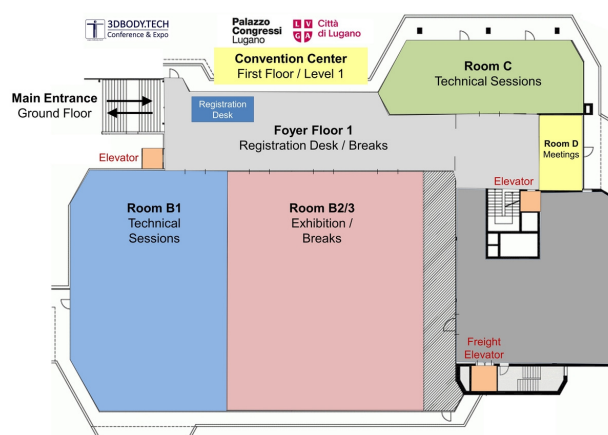 3DBODY.TECH
Conference & Expo
Palazzo
Congressi
Lugano
L V
G A
Città
di Lugano
Convention Center
First Floor / Level 1
Room C
Technical Sessions
Main Entrance
Ground Floor
Registration
Desk
Foyer Floor 1
Registration Desk / Breaks
Room D
Meetings
Elevator
Elevator
Room B1
Technical
Sessions
Room B2/3
Exhibition /
Breaks
Freight
Elevator